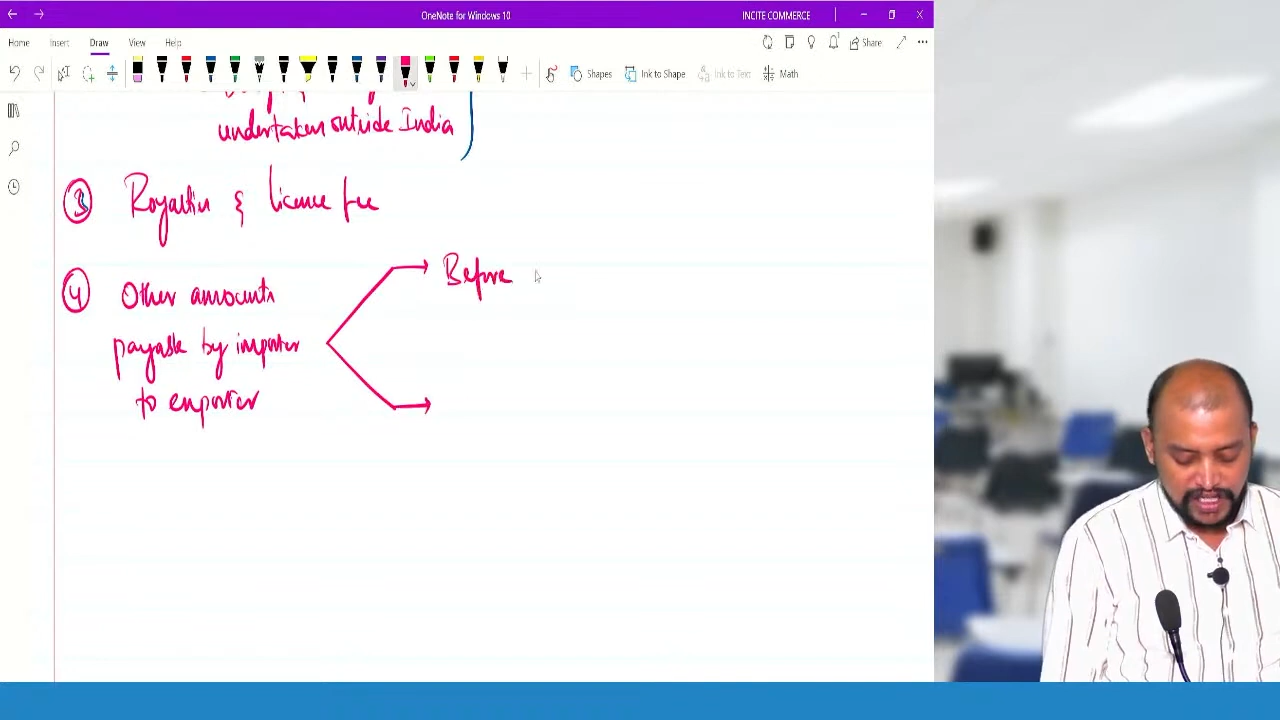 OneNote for Windows 10
INCITE COMMERCE
Home Insert Draw View Help
Share
Shapes Ink to Shape Ink to Text Math
undertaken outside India
3 Royalties & licence fee
4 Other amounts
payable by importer
to exporter
Before